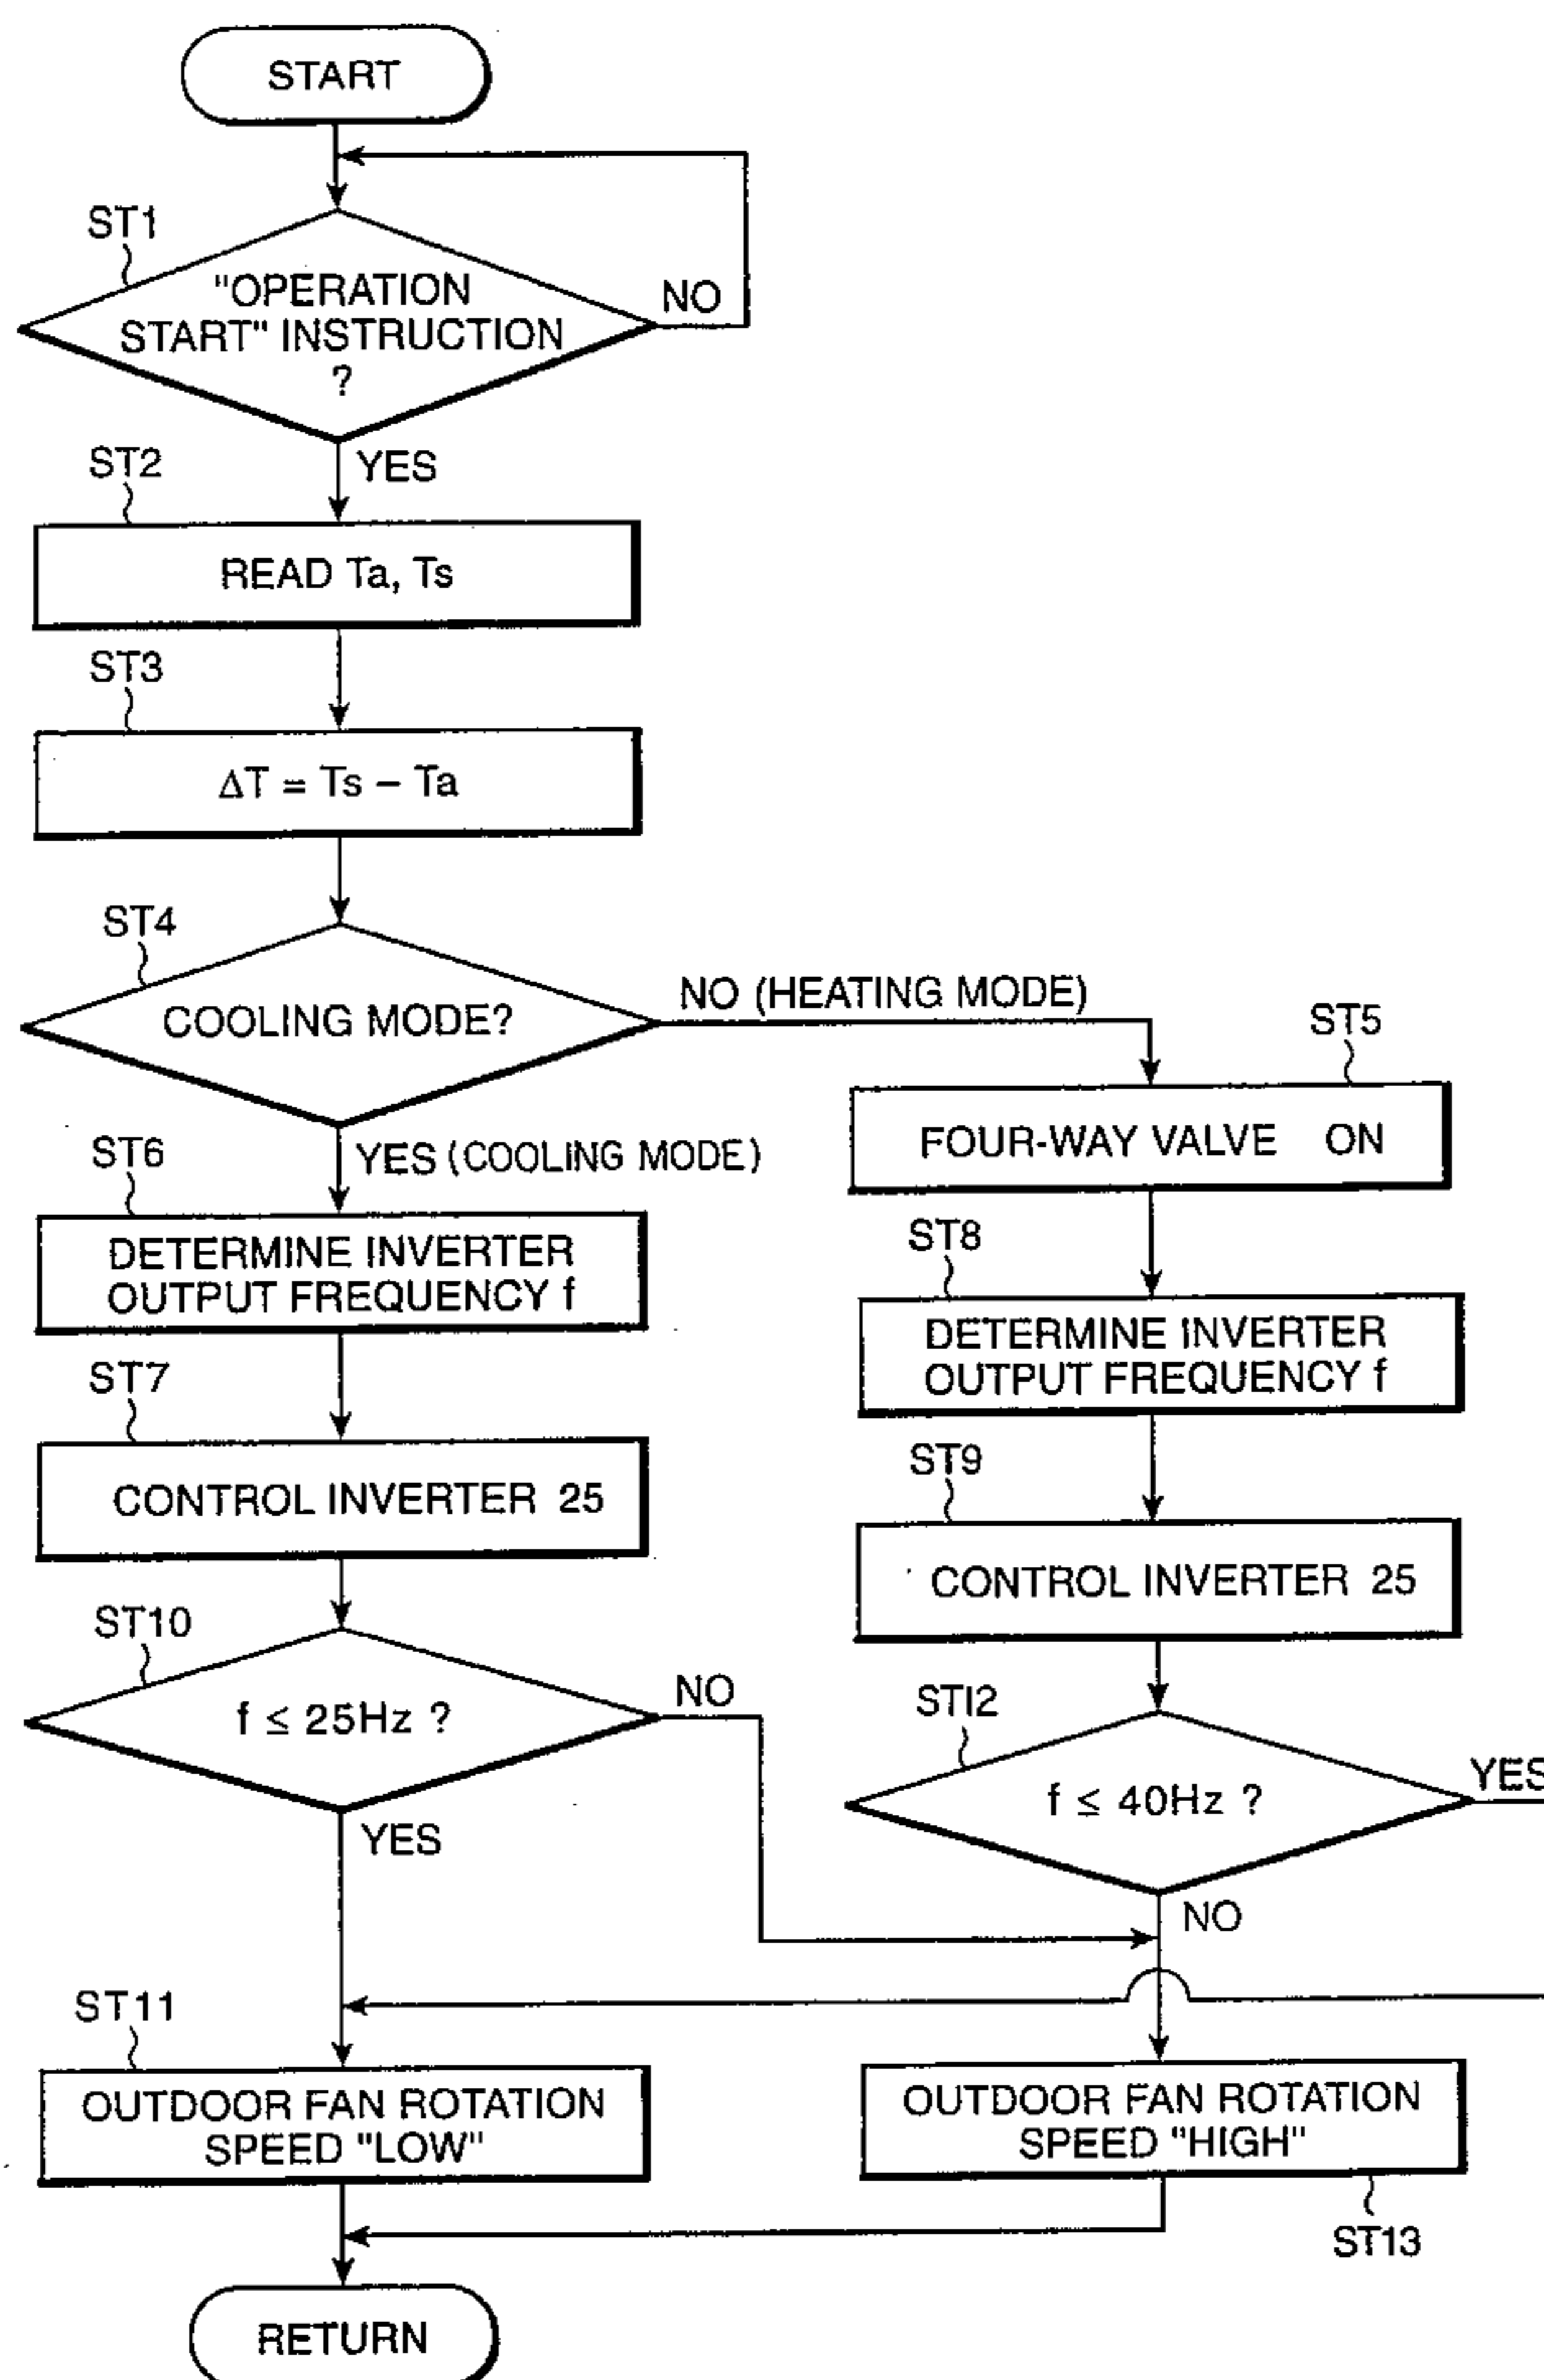 START
ST1
"OPERATION
START" INSTRUCTION
?
NO
YES
ST2
READ Ta, Ts
ST3
ΔT = Ts – Ta
ST4
COOLING MODE?
NO (HEATING MODE)
YES (COOLING MODE)
ST5
FOUR-WAY VALVE ON
ST6
DETERMINE INVERTER
OUTPUT FREQUENCY f
ST7
CONTROL INVERTER 25
ST8
DETERMINE INVERTER
OUTPUT FREQUENCY f
ST9
CONTROL INVERTER 25
ST10
f ≤ 25Hz ?
NO
YES
ST12
f ≤ 40Hz ?
YES
NO
ST11
OUTDOOR FAN ROTATION
SPEED "LOW"
OUTDOOR FAN ROTATION
SPEED "HIGH"
ST13
RETURN